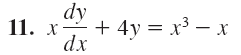 11. x dy/dx + 4y = x³ − x